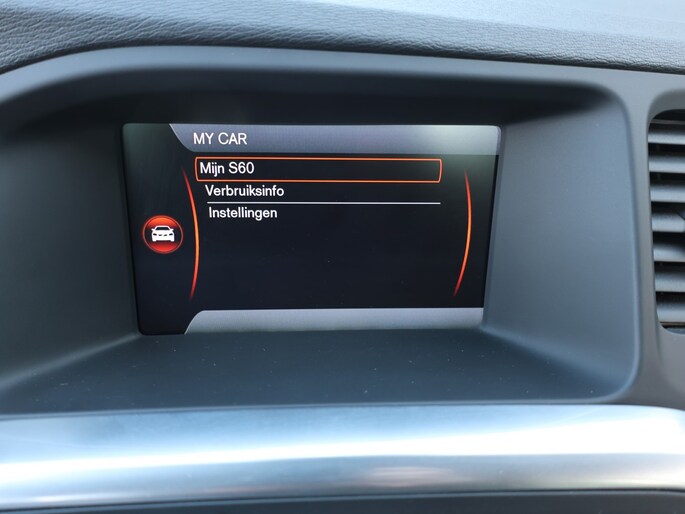 MY CAR
Mijn S60
Verbruiksinfo
Instellingen